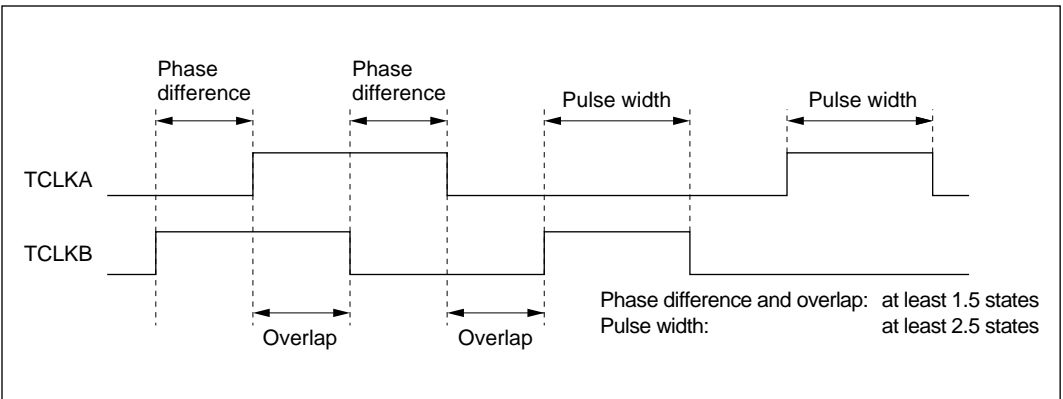 Phase
difference
Phase
difference
Pulse width
Pulse width
TCLKA
TCLKB
Overlap
Overlap
Phase difference and overlap: at least 1.5 states
Pulse width: at least 2.5 states